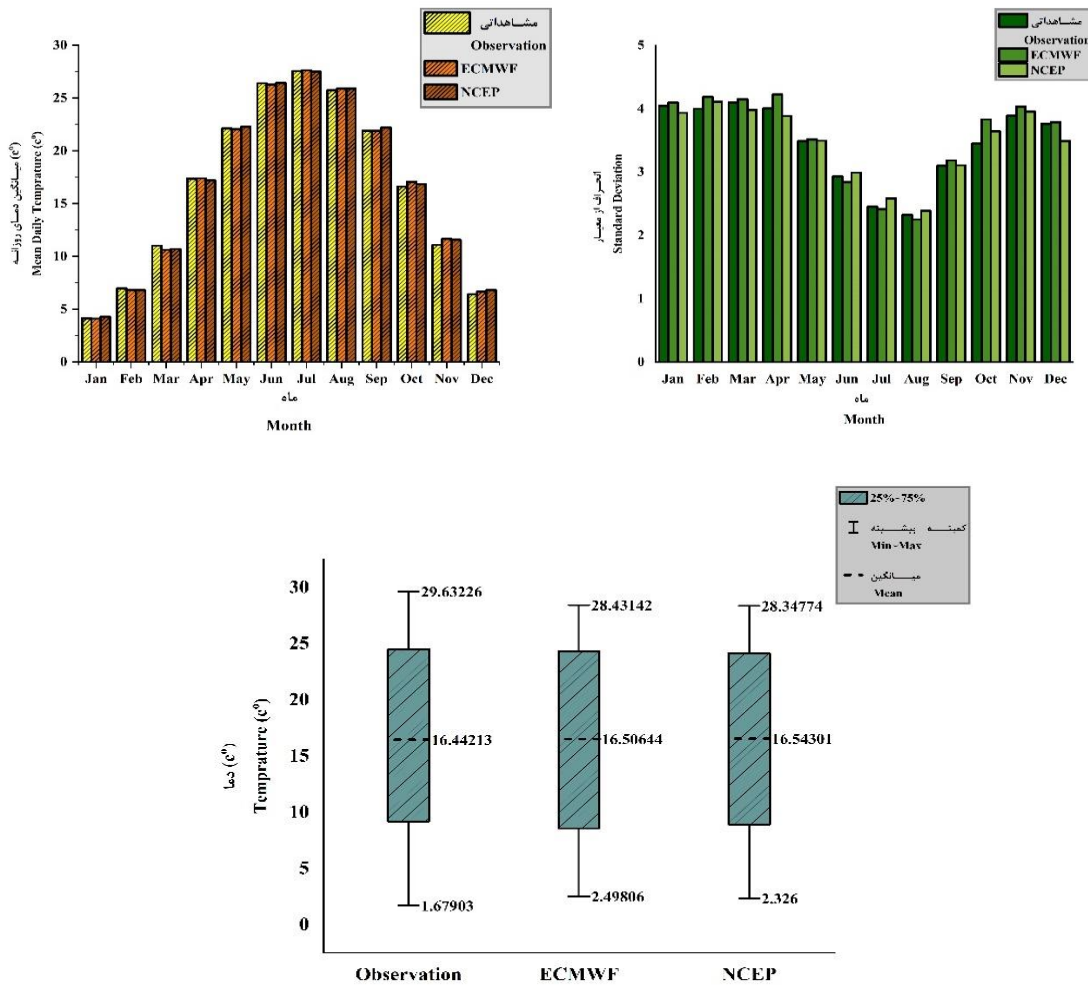 مشاهداتی
Observation
ECMWF
NCEP
30
25
20
15
10
5
0
میانگین دمای روزانه (c°)
Mean Daily Temprature (c°)
Jan Feb Mar Apr May Jun Jul Aug Sep Oct Nov Dec
ماه
Month
مشاهداتی
Observation
ECMWF
NCEP
5
4
3
2
1
0
انحراف از معیار
Standard Deviation
Jan Feb Mar Apr May Jun Jul Aug Sep Oct Nov Dec
ماه
Month
25%-75%
کمینه بیشینه
Min-Max
میانگین
Mean
30
25
20
15
10
5
0
دما (c°)
Temprature (c°)
29.63226
28.43142
28.34774
16.44213
16.50644
16.54301
1.67903
2.49806
2.326
Observation ECMWF NCEP